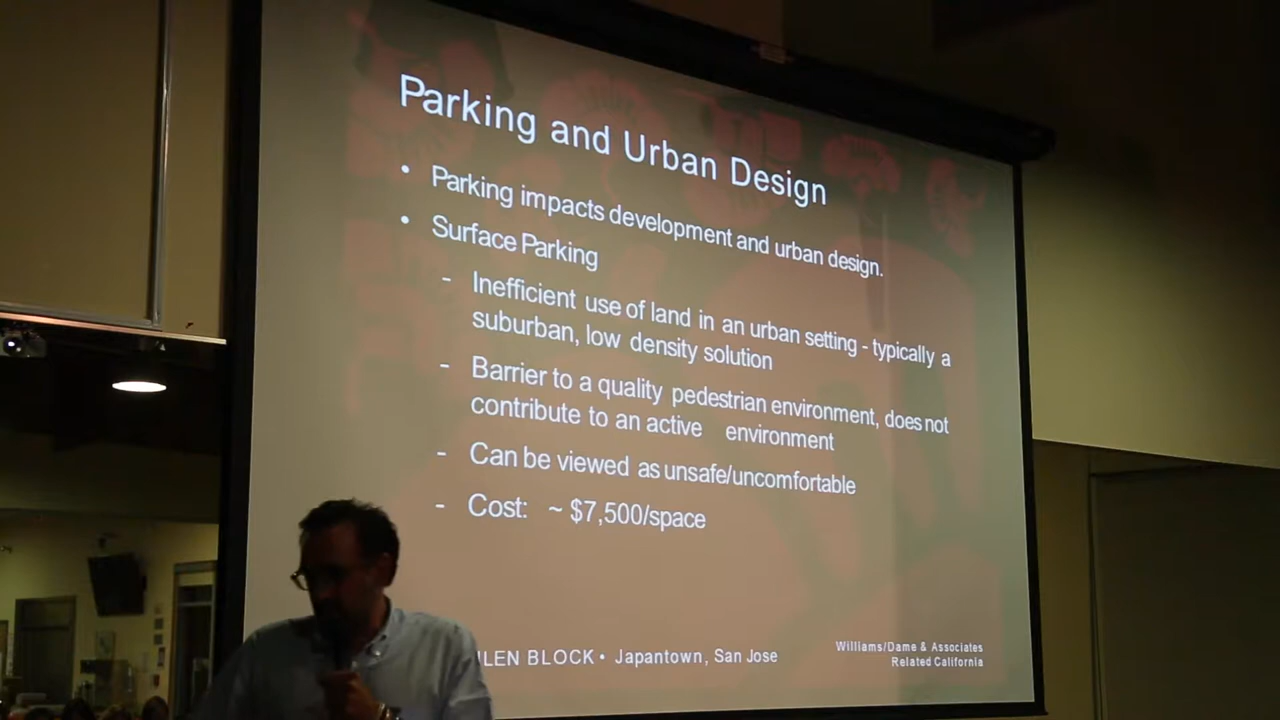 Parking and Urban Design
• Parking impacts development and urban design.
• Surface Parking
- Inefficient use of land in an urban setting - typically a
suburban, low density solution
- Barrier to a quality pedestrian environment, does not
contribute to an active environment
- Can be viewed as unsafe/uncomfortable
- Cost: ~ $7,500/space
BLOCK • Japantown, San Jose
Williams/Dame & Associates
Related California